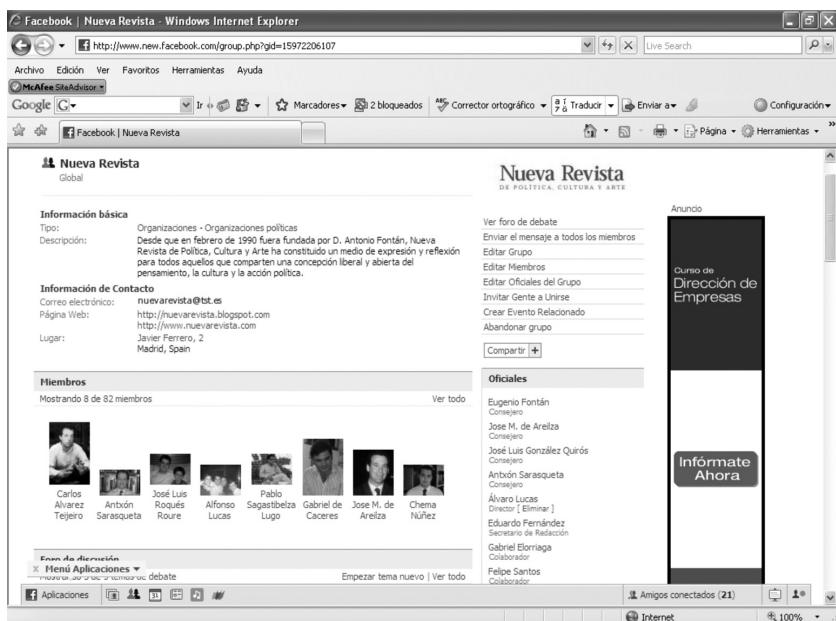 Facebook | Nueva Revista - Windows Internet Explorer
http://www.new.facebook.com/group.php?gid=15972206107
Live Search
Archivo Edición Ver Favoritos Herramientas Ayuda
McAfee SiteAdvisor
Google G Ir Marcadores 2 bloqueados Corrector ortográfico Traducir Enviar a Configuración
Facebook | Nueva Revista
Página Herramientas
Nueva Revista
Global
Información básica
Tipo: Organizaciones - Organizaciones políticas
Descripción: Desde que en febrero de 1990 fuera fundada por D. Antonio Fontán, Nueva
Revista de Política, Cultura y Arte ha constituido un medio de expresión y reflexión
para todos aquellos que comparten una concepción liberal y abierta del
pensamiento, la cultura y la acción política.
Información de Contacto
Correo electrónico: nuevarevista@tst.es
Página Web: http://nuevarevista.blogspot.com
http://www.nuevarevista.com
Lugar: Javier Ferrero, 2
Madrid, Spain
Miembros
Mostrando 8 de 82 miembros Ver todo
Carlos
Alvarez
Teijeiro
Antxón
Sarasqueta
José Luis
Roqués
Roure
Alfonso
Lucas
Pablo
Sagastibelza
Lugo
Gabriel de
Caceres
Jose M. de
Areilza
Chema
Núñez
Foro de discusión
Menú Aplicaciones
de debate Empezar tema nuevo | Ver todo
Nueva Revista
DE POLÍTICA, CULTURA Y ARTE
Ver foro de debate
Enviar el mensaje a todos los miembros
Editar Grupo
Editar Miembros
Editar Oficiales del Grupo
Invitar Gente a Unirse
Crear Evento Relacionado
Abandonar grupo
Compartir +
Oficiales
Eugenio Fontán
Consejero
Jose M. de Areilza
Consejero
José Luis González Quirós
Consejero
Antxón Sarasqueta
Consejero
Álvaro Lucas
Director [ Eliminar ]
Eduardo Fernández
Secretario de Redacción
Gabriel Elorriaga
Colaborador
Felipe Santos
Colaborador
Anuncio
Curso de
Dirección de
Empresas
Infórmate
Ahora
Aplicaciones
31
Amigos conectados (21)
Internet 100%